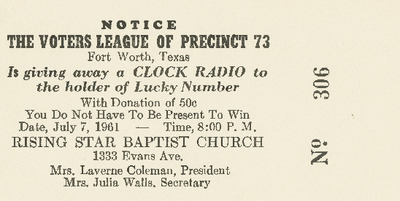 NOTICE
THE VOTERS LEAGUE OF PRECINCT 73
Fort Worth, Texas
Is giving away a CLOCK RADIO to
the holder of Lucky Number
With Donation of 50c
You Do Not Have To Be Present To Win
Date, July 7, 1961 — Time, 8:00 P. M.
RISING STAR BAPTIST CHURCH
1333 Evans Ave.
Mrs. Laverne Coleman, President
Mrs. Julia Walls, Secretary
No 306